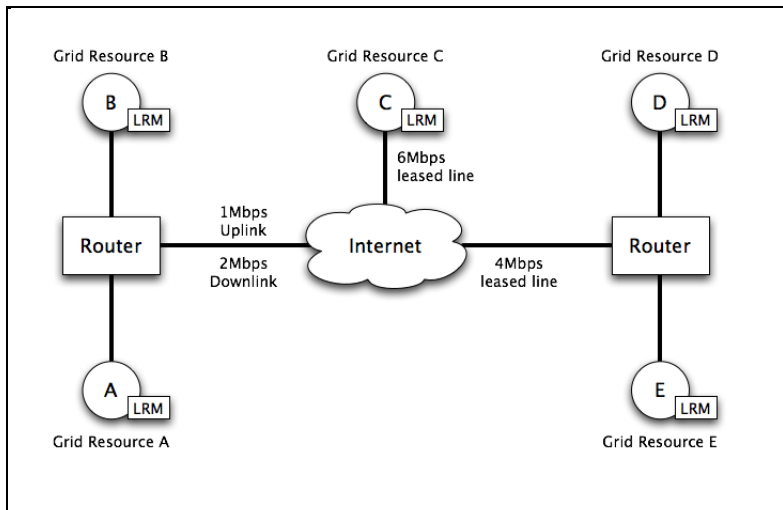 Grid Resource B
Grid Resource C
Grid Resource D
B
LRM
C
LRM
D
LRM
6Mbps
leased line
1Mbps
Uplink
Router
Internet
Router
2Mbps
Downlink
4Mbps
leased line
A
LRM
E
LRM
Grid Resource A
Grid Resource E